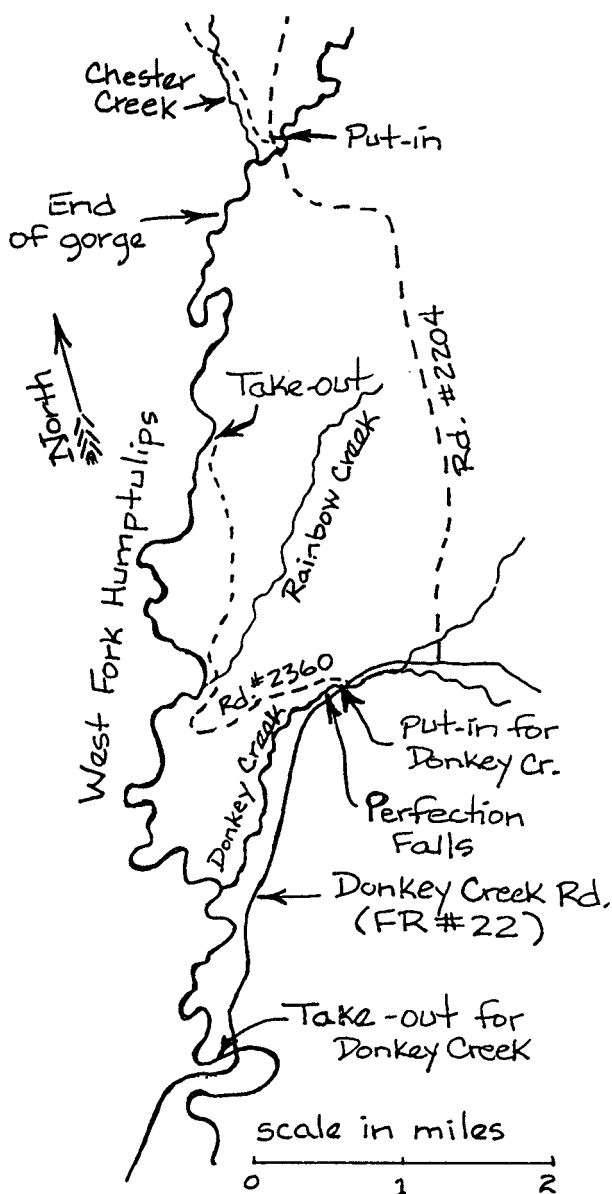 Chester
Creek
Put-in
End
of gorge
North
Take-out
Rd. #2204
West Fork Humptulips
Rainbow Creek
Rd. #2360
Donkey Creek
Put-in for
Donkey Cr.
Perfection
Falls
Donkey Creek Rd.
(FR #22)
Take-out for
Donkey Creek
scale in miles
0 1 2